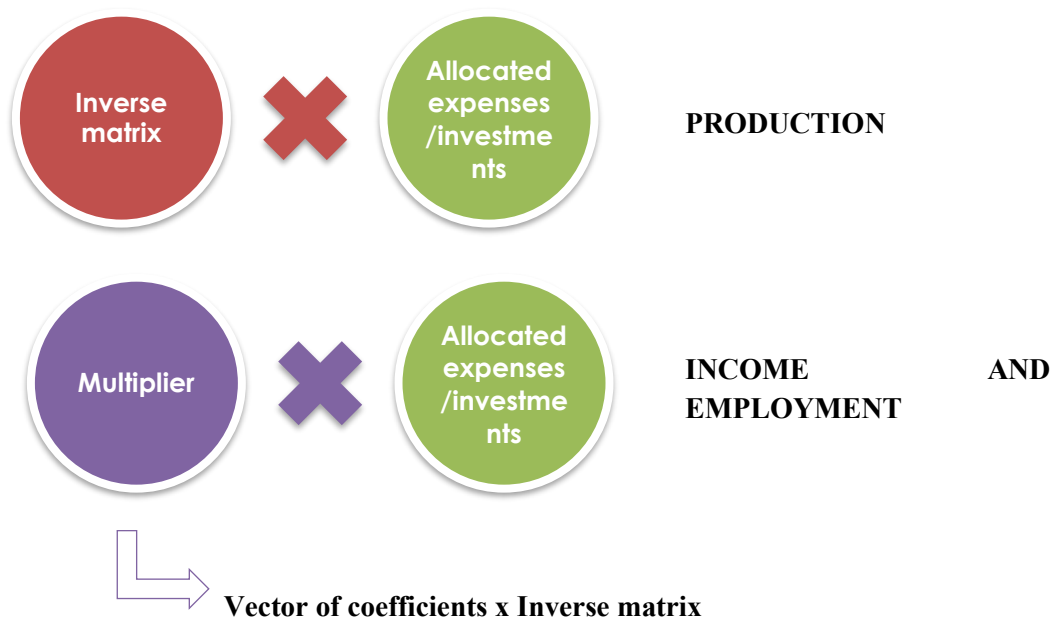 Inverse
matrix
Allocated
expenses
/investme
nts
PRODUCTION
Multiplier
Allocated
expenses
/investme
nts
INCOME AND
EMPLOYMENT
Vector of coefficients x Inverse matrix